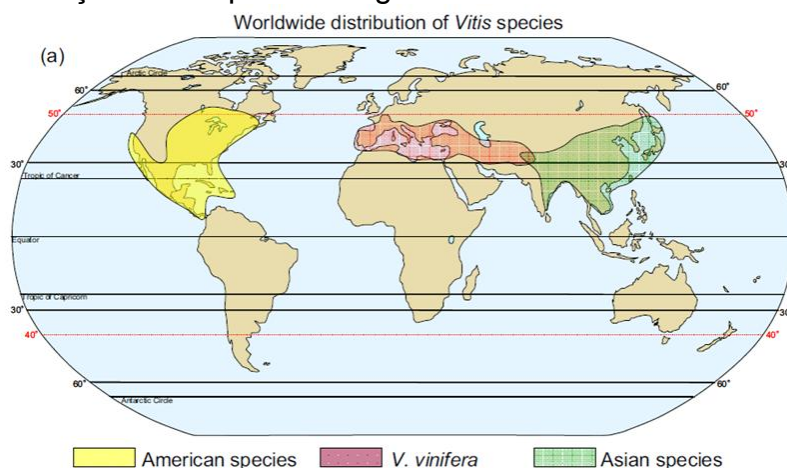 Worldwide distribution of Vitis species
(a)
Arctic Circle
60°
60°
50°
50°
30°
30°
Tropic of Cancer
Equator
Tropic of Capricorn
30°
30
40°
40°
60°
60°
Antarctic Circle
American species
V. vinifera
Asian species